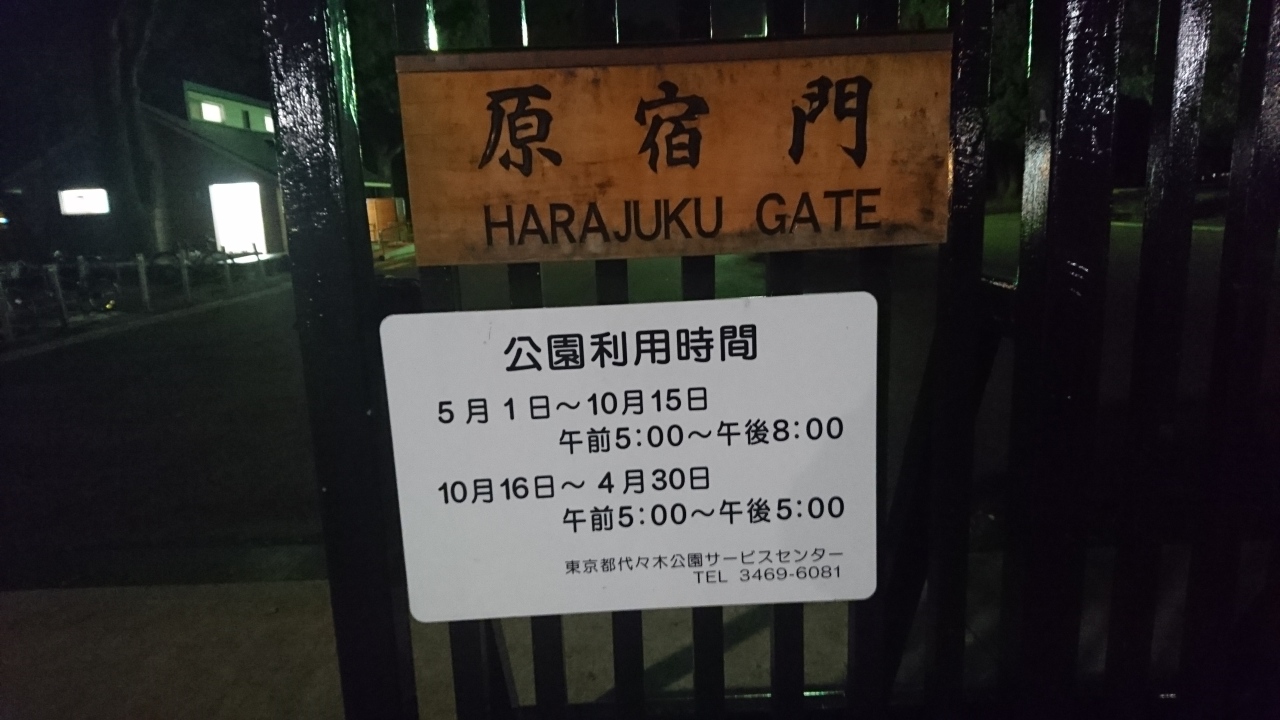 原宿門
HARAJUKU GATE
公園利用時間
5月1日～10月15日
午前5:00～午後8:00
10月16日～4月30日
午前5:00～午後5:00
東京都代々木公園サービスセンター
TEL 3469-6081